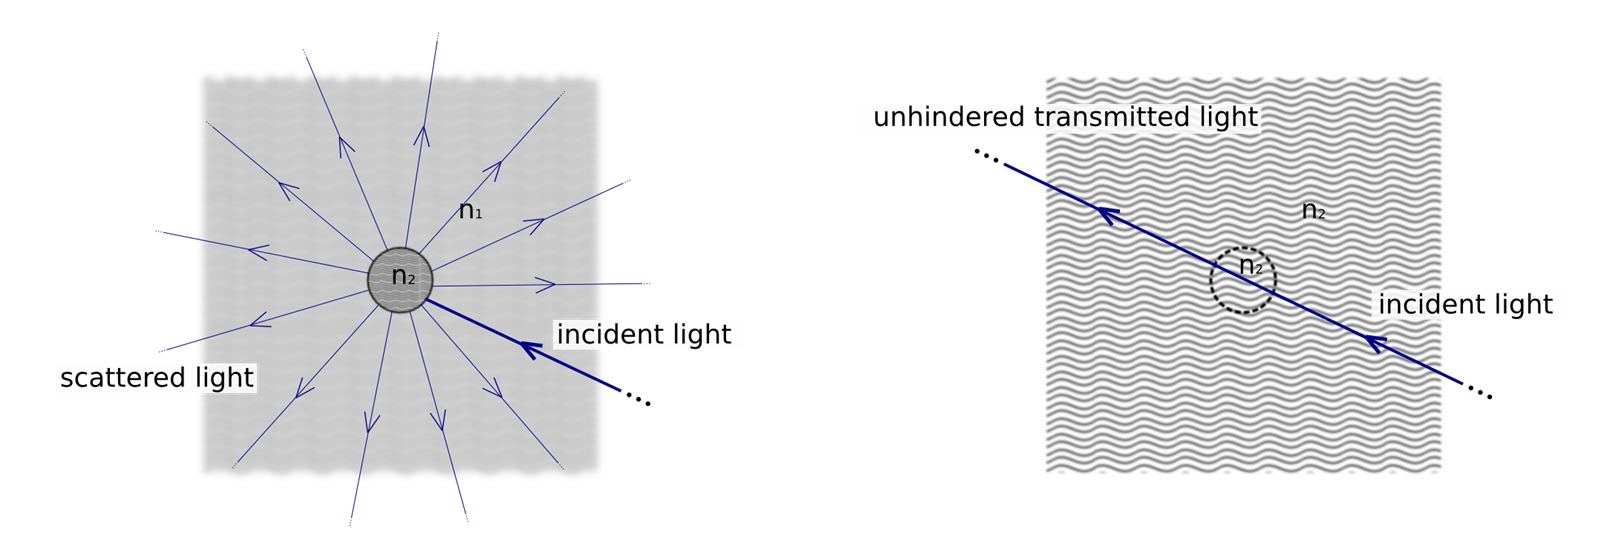 n₁
n₂
incident light
scattered light
unhindered transmitted light
n₂
n₂
incident light